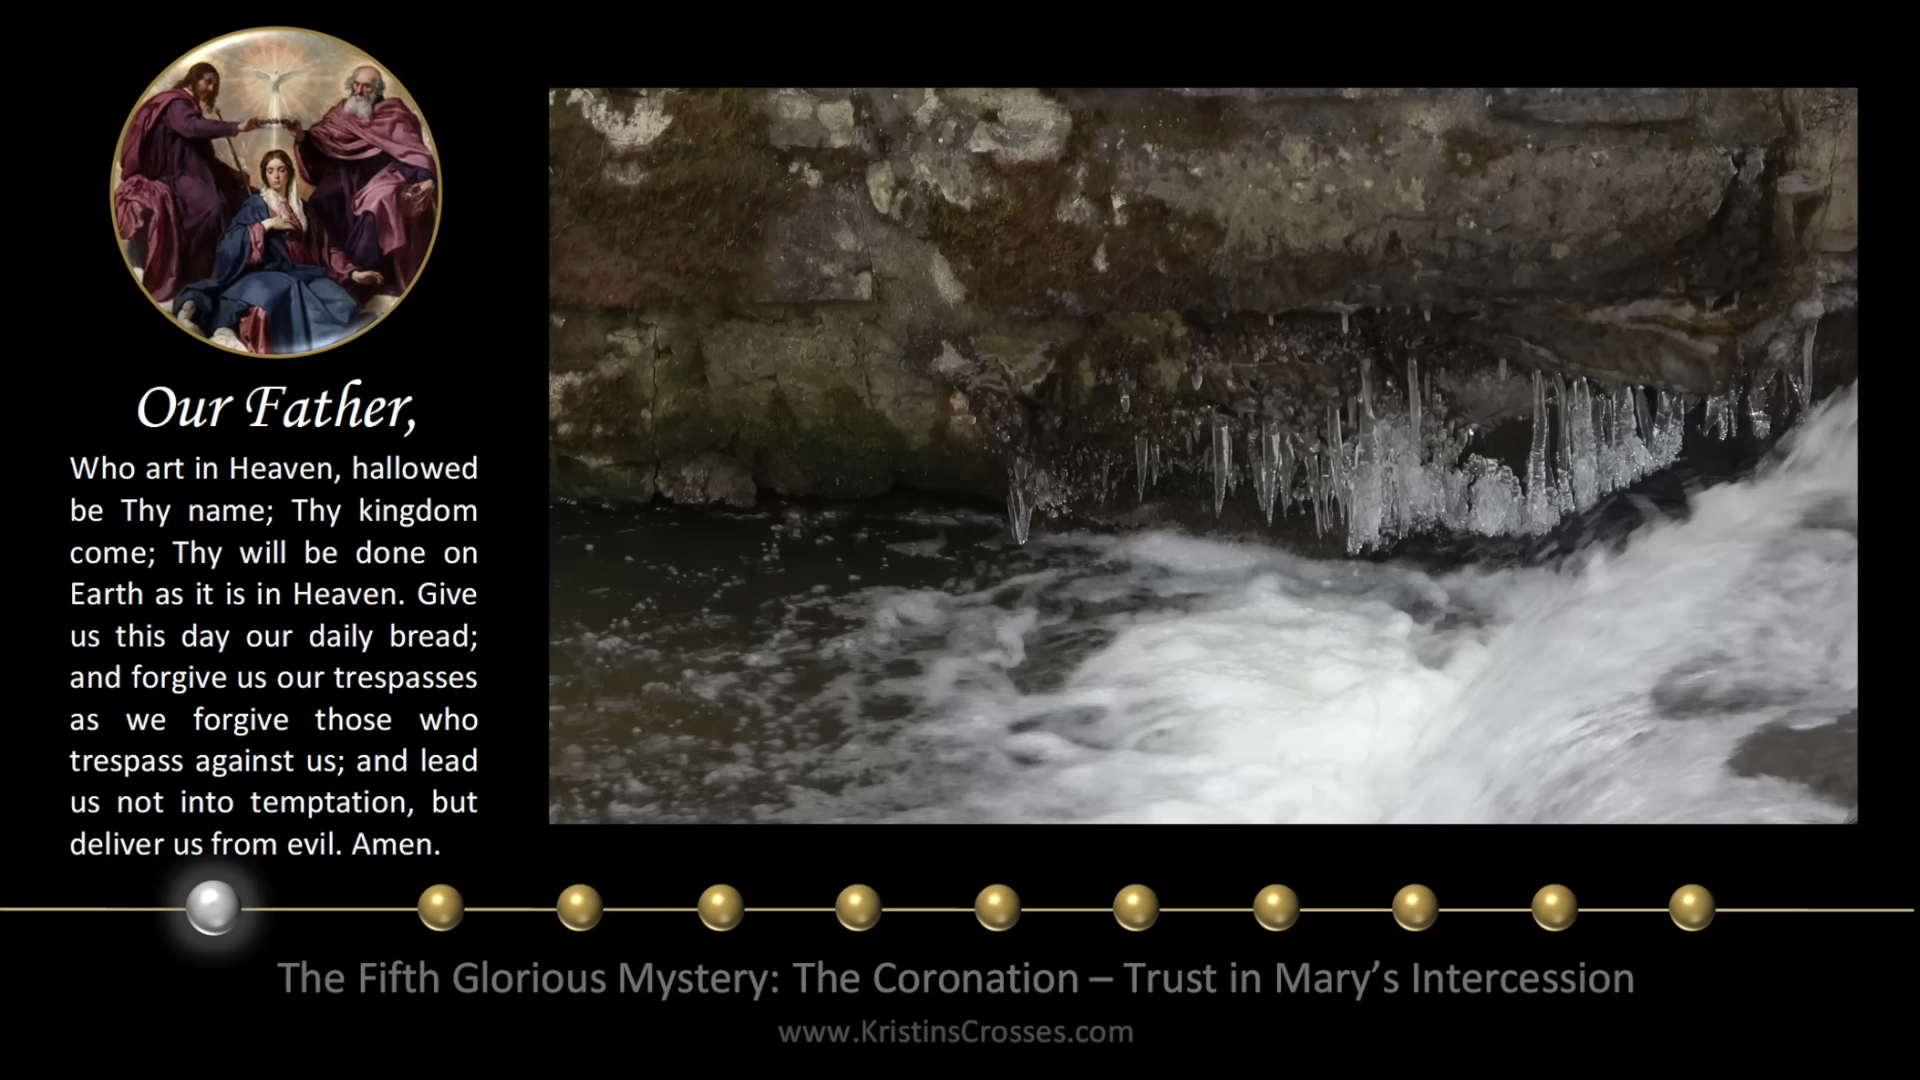 Our Father,
Who art in Heaven, hallowed
be Thy name; Thy kingdom
come; Thy will be done on
Earth as it is in Heaven. Give
us this day our daily bread;
and forgive us our trespasses
as we forgive those who
trespass against us; and lead
us not into temptation, but
deliver us from evil. Amen.
The Fifth Glorious Mystery: The Coronation – Trust in Mary’s Intercession
www.KristinsCrosses.com